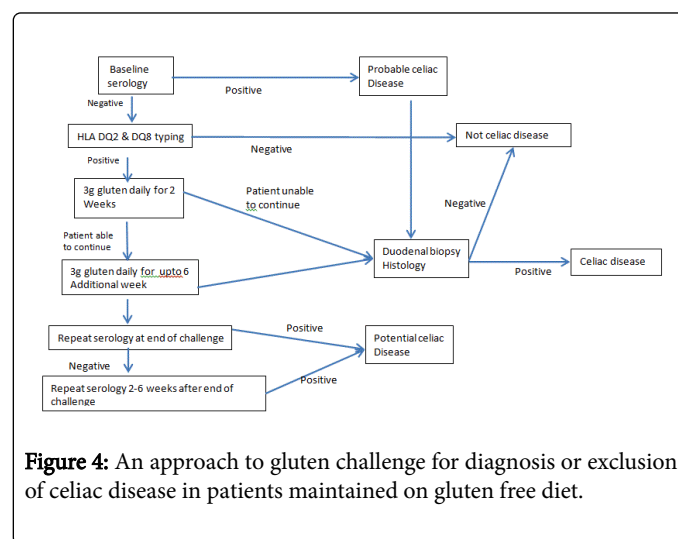 Baseline
serology
Probable celiac
Disease
Positive
Negative
HLA DQ2 & DQ8 typing
Not celiac disease
Negative
Positive
3g gluten daily for 2
Weeks
Patient unable
to continue
Negative
Patient able
to continue
Duodenal biopsy
Histology
Celiac disease
Positive
3g gluten daily for upto 6
Additional week
Repeat serology at end of challenge
Positive
Potential celiac
Disease
Negative
Positive
Repeat serology 2-6 weeks after end of
challenge
Figure 4: An approach to gluten challenge for diagnosis or exclusion
of celiac disease in patients maintained on gluten free diet.